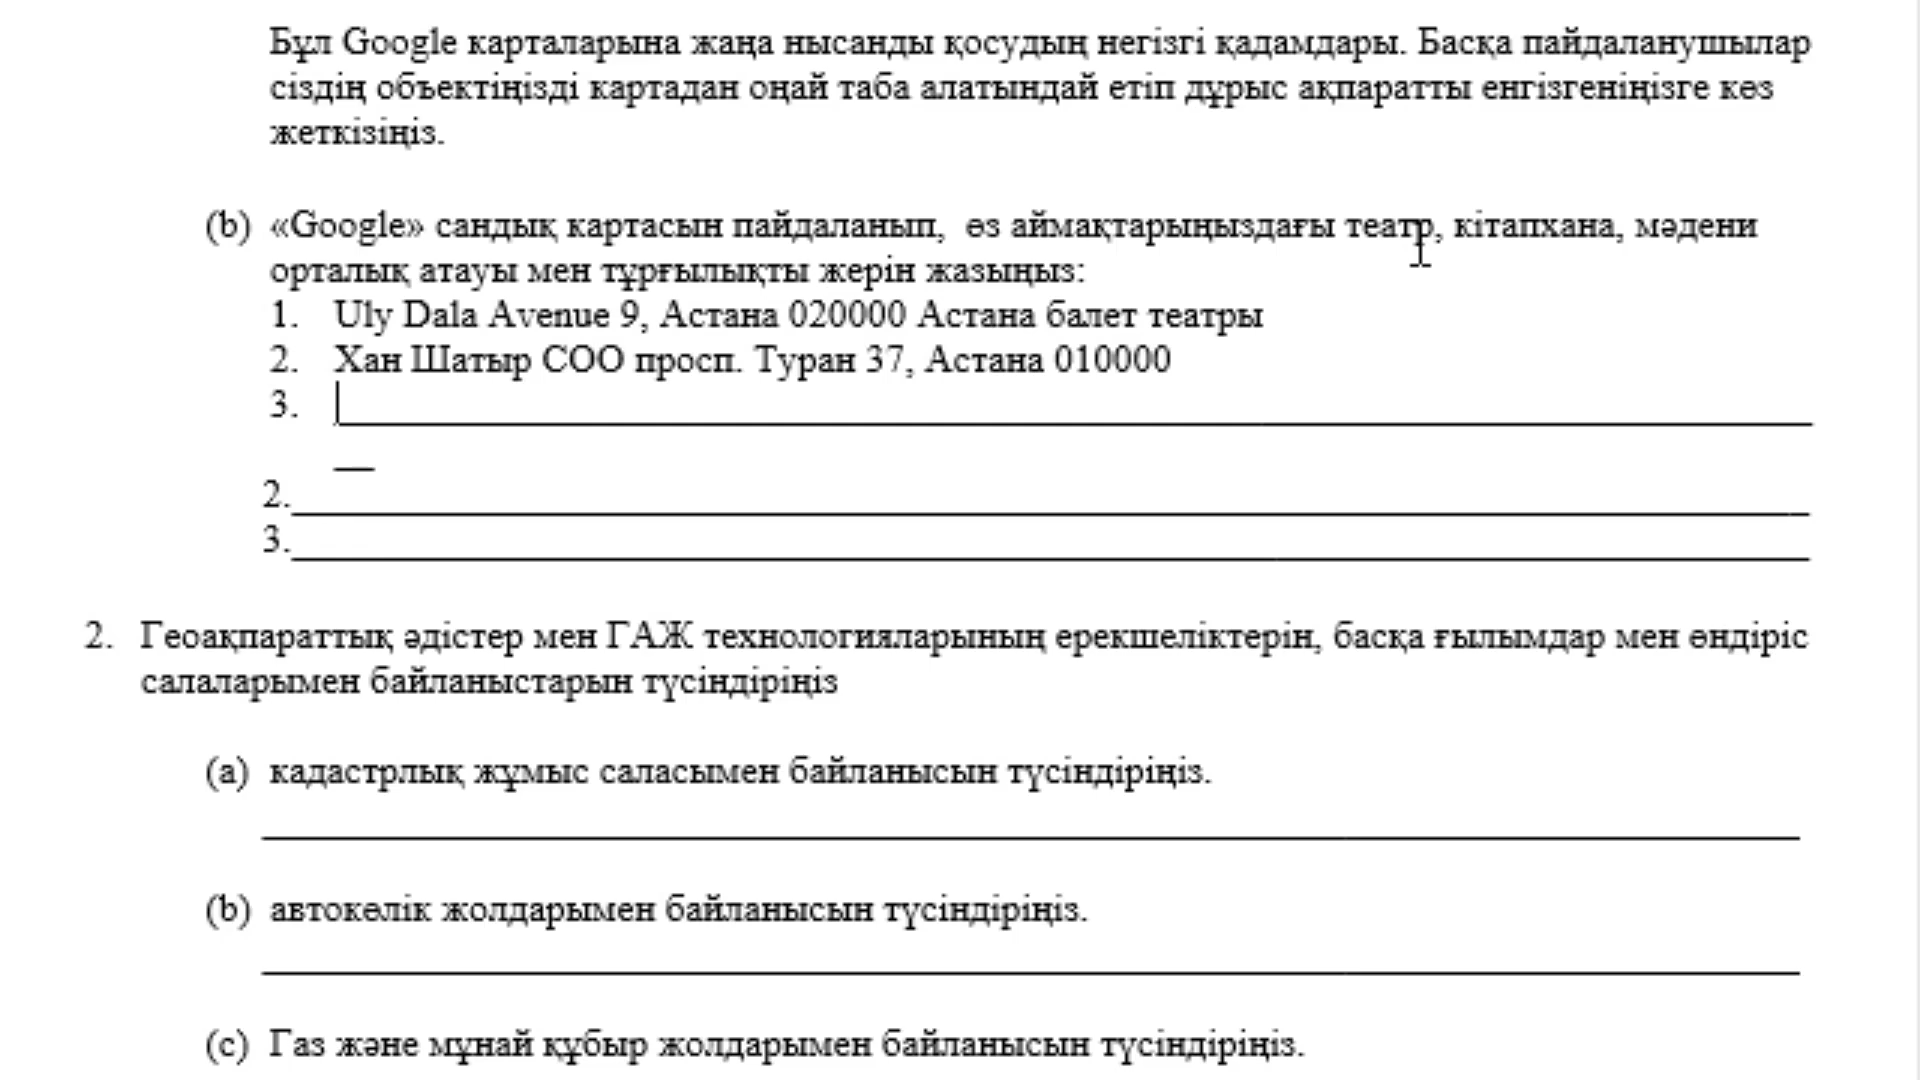 Бұл Google карталарына жаңа нысанды қосудың негізгі қадамдары. Басқа пайдаланушылар
сіздің объектіңізді картадан оңай таба алатындай етіп дұрыс ақпаратты енгізгеніңізге көз
жеткізіңіз.
(b) «Google» сандық картасын пайдаланып, өз аймақтарыңыздағы театр, кітапхана, мәдени
орталық атауы мен тұрғылықты жерін жазыңыз:
1. Uly Dala Avenue 9, Астана 020000 Астана балет театры
2. Хан Шатыр СОО просп. Туран 37, Астана 010000
3.
2.
3.
2. Геоақпараттық әдістер мен ГАЖ технологияларының ерекшеліктерін, басқа ғылымдар мен өндіріс
салаларымен байланыстарын түсіндіріңіз
(a) кадастрлық жұмыс саласымен байланысын түсіндіріңіз.
(b) автокөлік жолдарымен байланысын түсіндіріңіз.
(c) Газ және мұнай құбыр жолдарымен байланысын түсіндіріңіз.